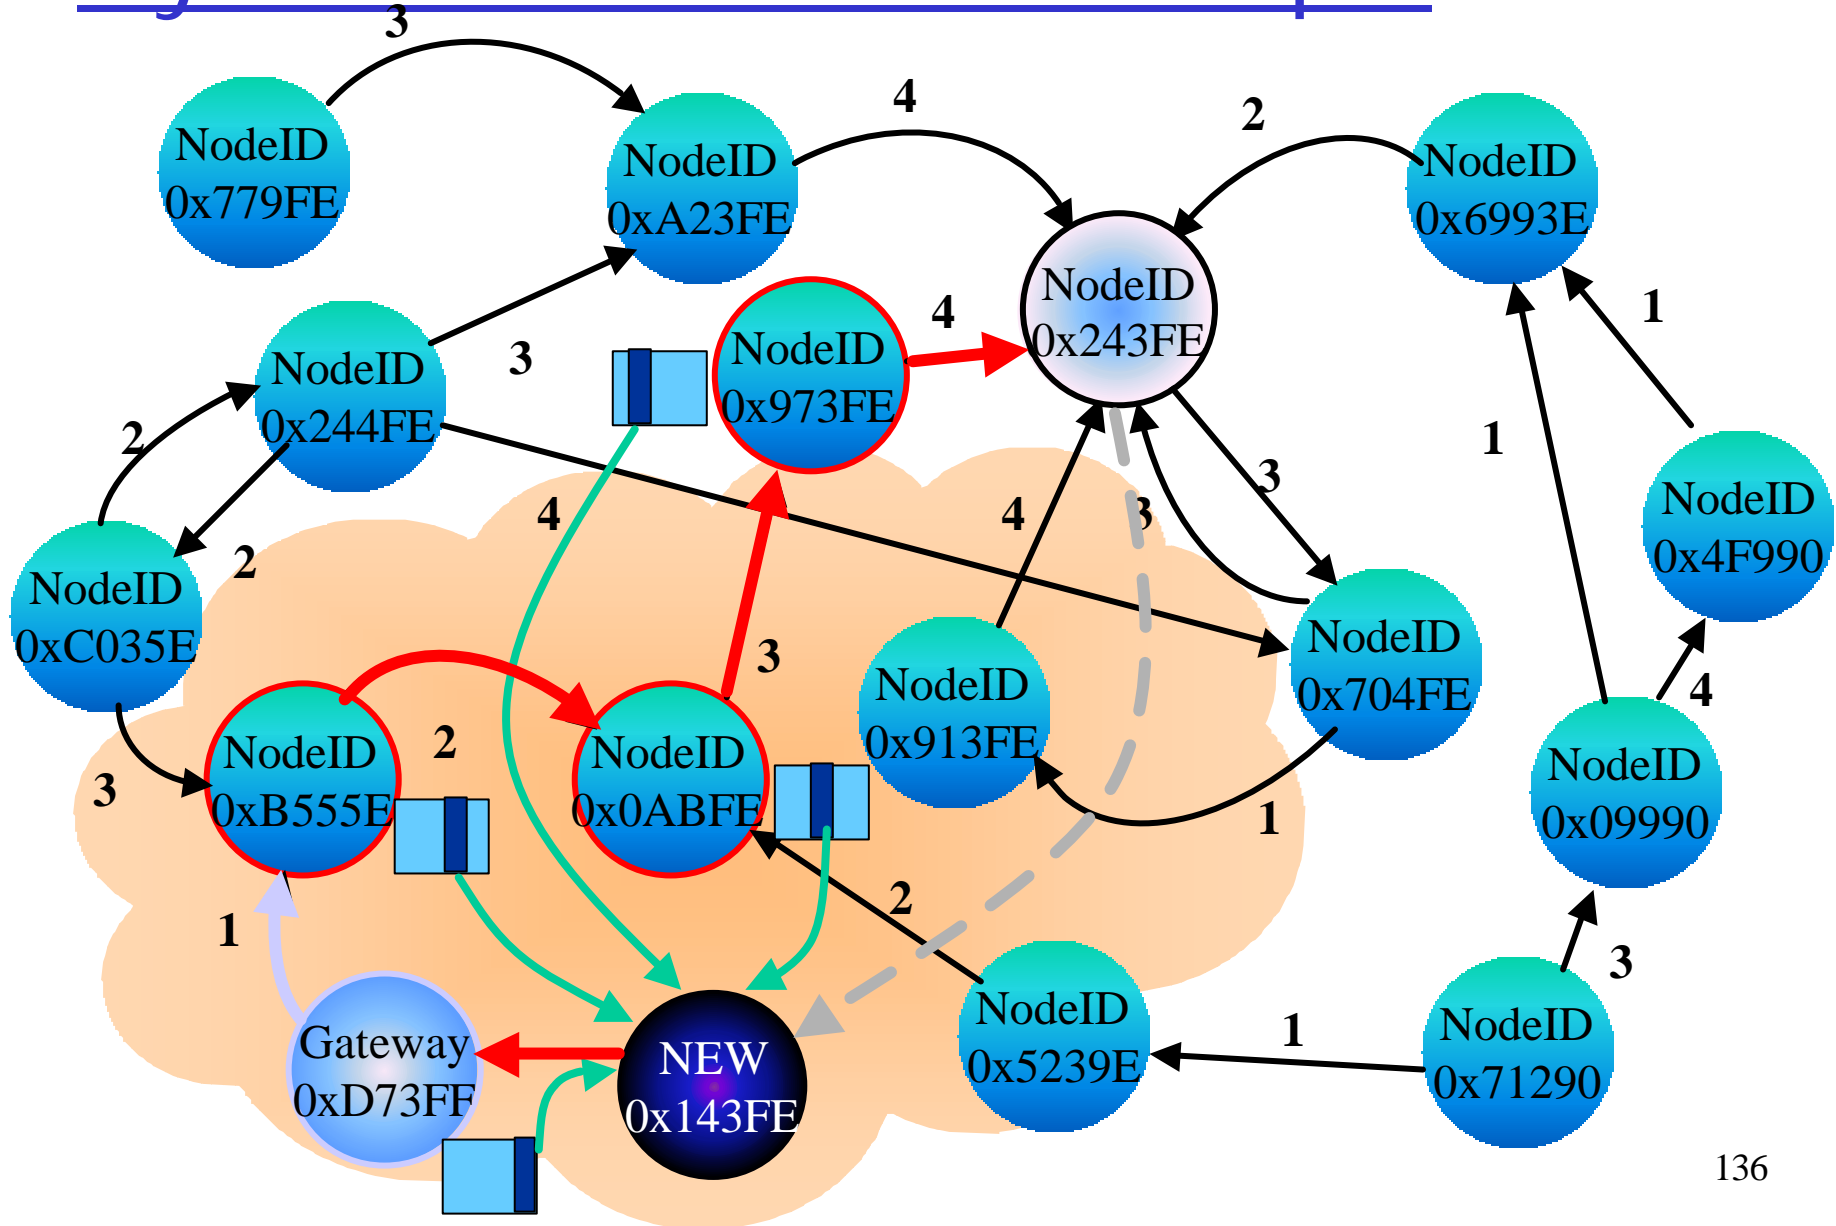 3
4
2
NodeID
0x779FE
NodeID
0xA23FE
NodeID
0x6993E
NodeID
0x243FE
1
4
3
NodeID
0x973FE
NodeID
0x244FE
2
1
3
4
4
3
NodeID
0x4F990
2
NodeID
0xC035E
NodeID
0x704FE
3
4
NodeID
0x913FE
2
NodeID
0xB555E
NodeID
0x0ABFE
NodeID
0x09990
3
1
2
1
3
NodeID
0x5239E
1
NodeID
0x71290
Gateway
0xD73FF
NEW
0x143FE
136